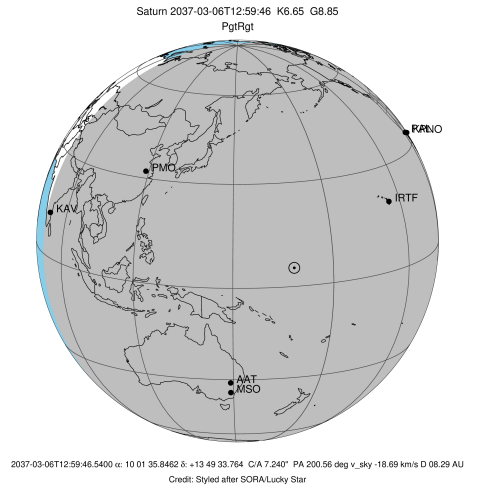 Saturn 2037-03-06T12:59:46 K6.65 G8.85
PgtRgt
PMO
KAV
IRTF
AAT
MSO
2037-03-06T12:59:46.5400 α: 10 01 35.8462 δ: +13 49 33.764 C/A 7.240" PA 200.56 deg v_sky -18.69 km/s D 08.29 AU
Credit: Styled after SORA/Lucky Star